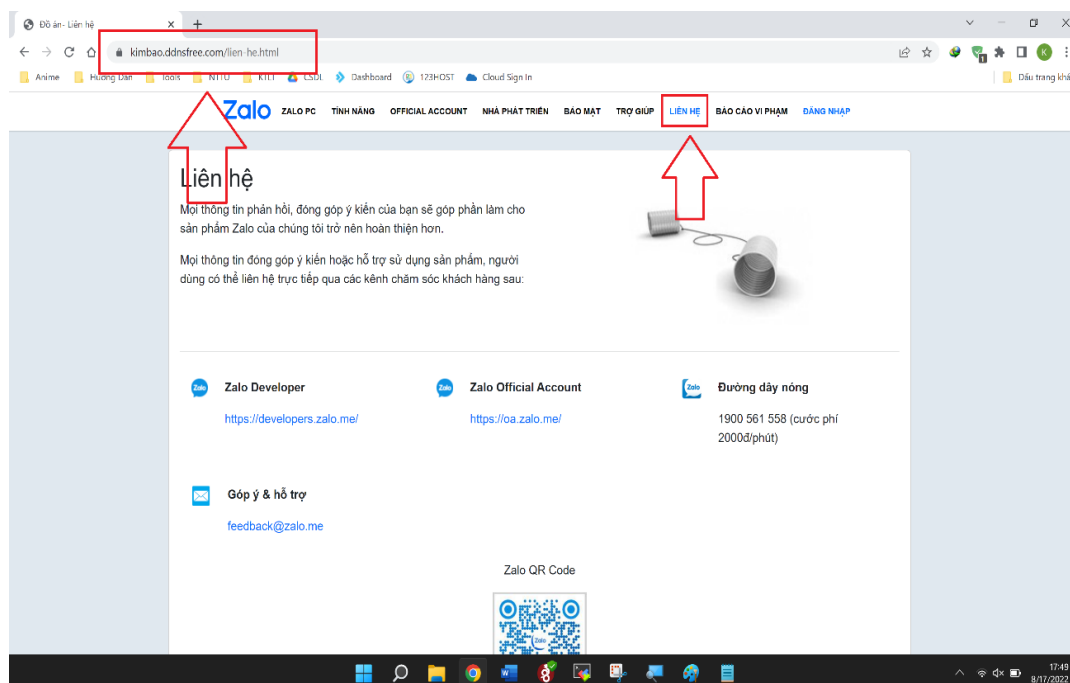 Đồ án- Liên hệ
kimbao.ddnsfree.com/lien-he.html
Anime Hướng Dẫn Tools NTTU KTLT CSDL Dashboard 123HOST Cloud Sign In Dấu trang khá
Zalo ZALO PC TÍNH NĂNG OFFICIAL ACCOUNT NHÀ PHÁT TRIỂN BẢO MẬT TRỢ GIÚP LIÊN HỆ BÁO CÁO VI PHẠM ĐĂNG NHẬP
Liên hệ
Mọi thông tin phản hồi, đóng góp ý kiến của bạn sẽ góp phần làm cho
sản phẩm Zalo của chúng tôi trở nên hoàn thiện hơn.
Mọi thông tin đóng góp ý kiến hoặc hỗ trợ sử dụng sản phẩm, người
dùng có thể liên hệ trực tiếp qua các kênh chăm sóc khách hàng sau:
Zalo Developer
https://developers.zalo.me/
Zalo Official Account
https://oa.zalo.me/
Đường dây nóng
1900 561 558 (cước phí
2000đ/phút)
Góp ý & hỗ trợ
feedback@zalo.me
Zalo QR Code
Zalo
17:49
8/17/2022